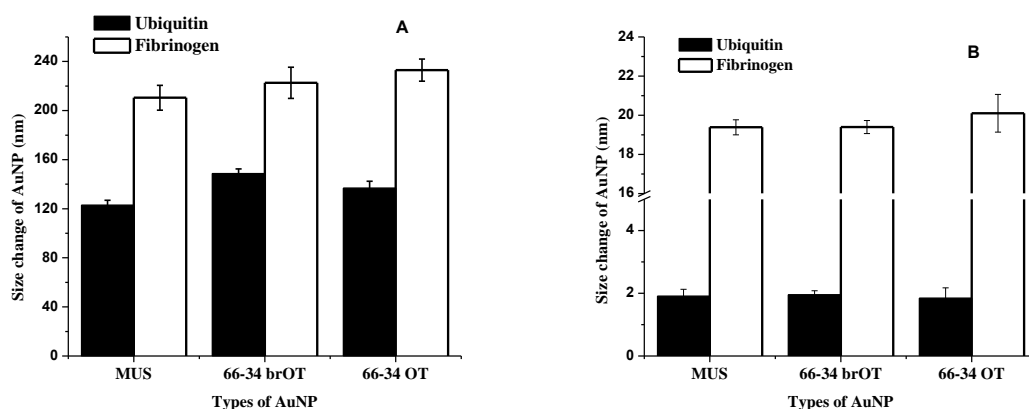 Ubiquitin
Fibrinogen
A
240
200
160
120
80
40
0
Size change of AuNP (nm)
MUS
66-34 brOT
66-34 OT
Types of AuNP
Ubiquitin
Fibrinogen
B
24
22
20
18
16
4
2
0
Size change of AuNP (nm)
MUS
66-34 brOT
66-34 OT
Types of AuNP